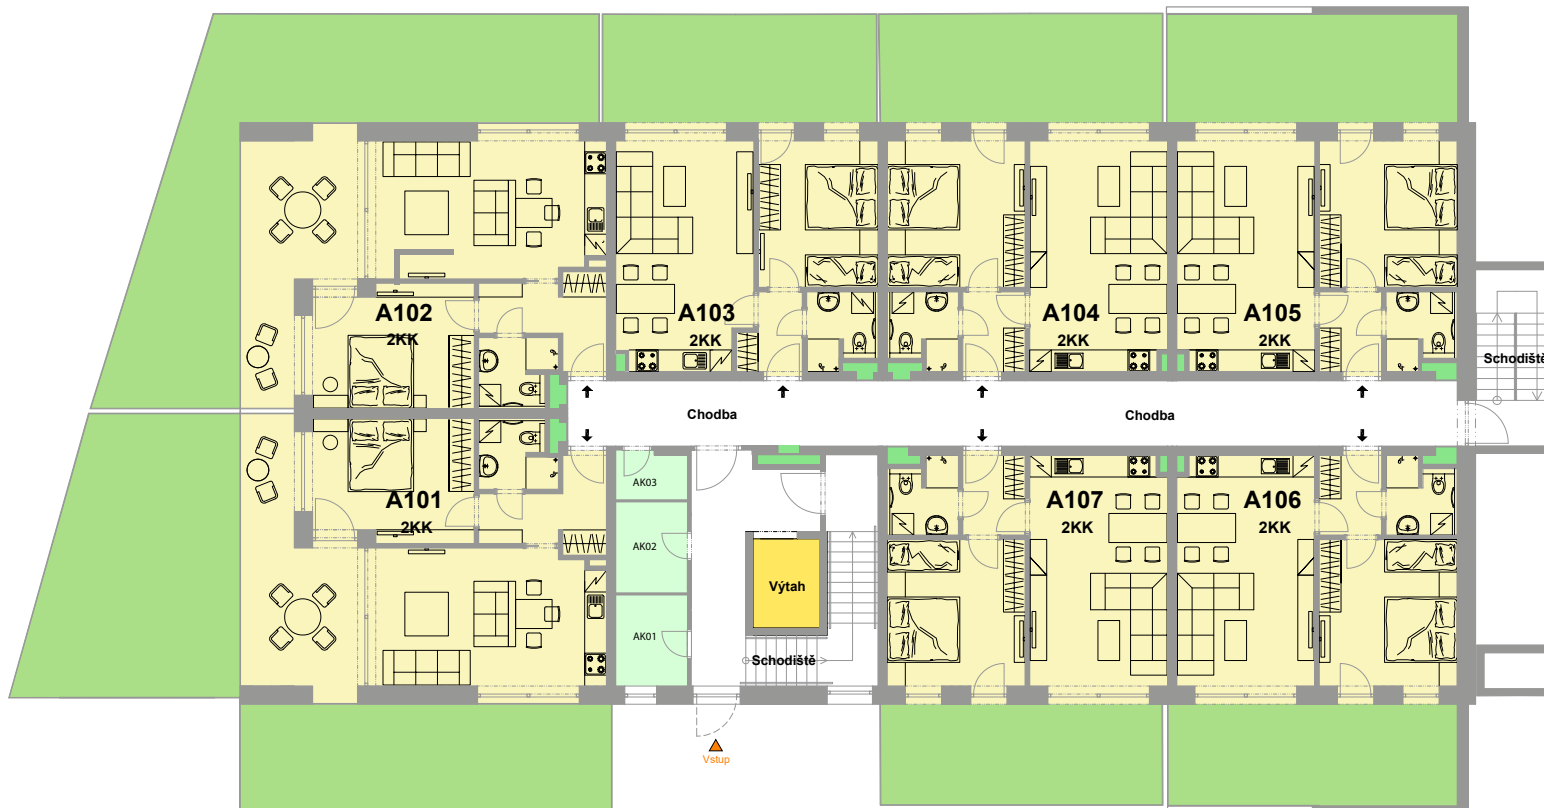 A102
2KK
A103
2KK
A104
2KK
A105
2KK
Schodiště
Chodba
Chodba
A101
2KK
AK03
AK02
AK01
Výtah
Schodiště
A107
2KK
A106
2KK
Vstup